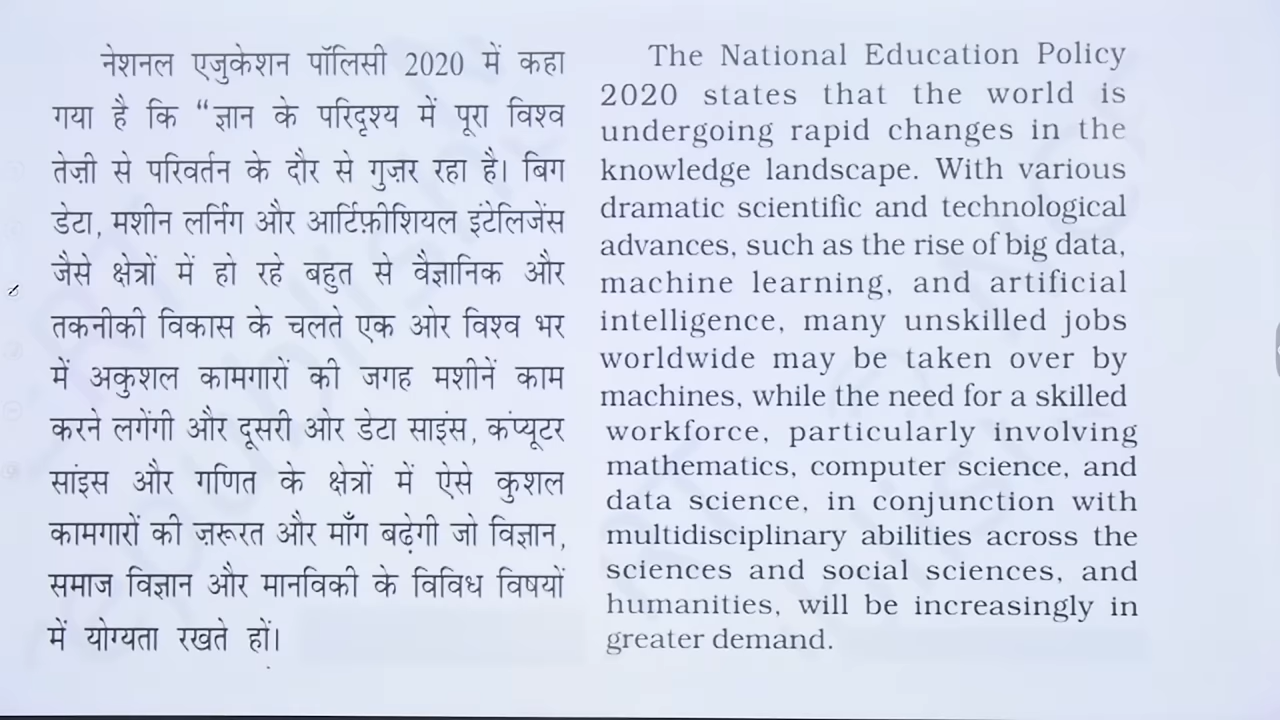 नेशनल एजुकेशन पॉलिसी 2020 में कहा
गया है कि “ज्ञान के परिदृश्य में पूरा विश्व
तेज़ी से परिवर्तन के दौर से गुज़र रहा है। बिग
डेटा, मशीन लर्निंग और आर्टिफ़ीशियल इंटेलिजेंस
जैसे क्षेत्रों में हो रहे बहुत से वैज्ञानिक और
तकनीकी विकास के चलते एक ओर विश्व भर
में अकुशल कामगारों की जगह मशीनें काम
करने लगेंगी और दूसरी ओर डेटा साइंस, कंप्यूटर
सांइस और गणित के क्षेत्रों में ऐसे कुशल
कामगारों की ज़रूरत और माँग बढ़ेगी जो विज्ञान,
समाज विज्ञान और मानविकी के विविध विषयों
में योग्यता रखते हों।
The National Education Policy
2020 states that the world is
undergoing rapid changes in the
knowledge landscape. With various
dramatic scientific and technological
advances, such as the rise of big data,
machine learning, and artificial
intelligence, many unskilled jobs
worldwide may be taken over by
machines, while the need for a skilled
workforce, particularly involving
mathematics, computer science, and
data science, in conjunction with
multidisciplinary abilities across the
sciences and social sciences, and
humanities, will be increasingly in
greater demand.